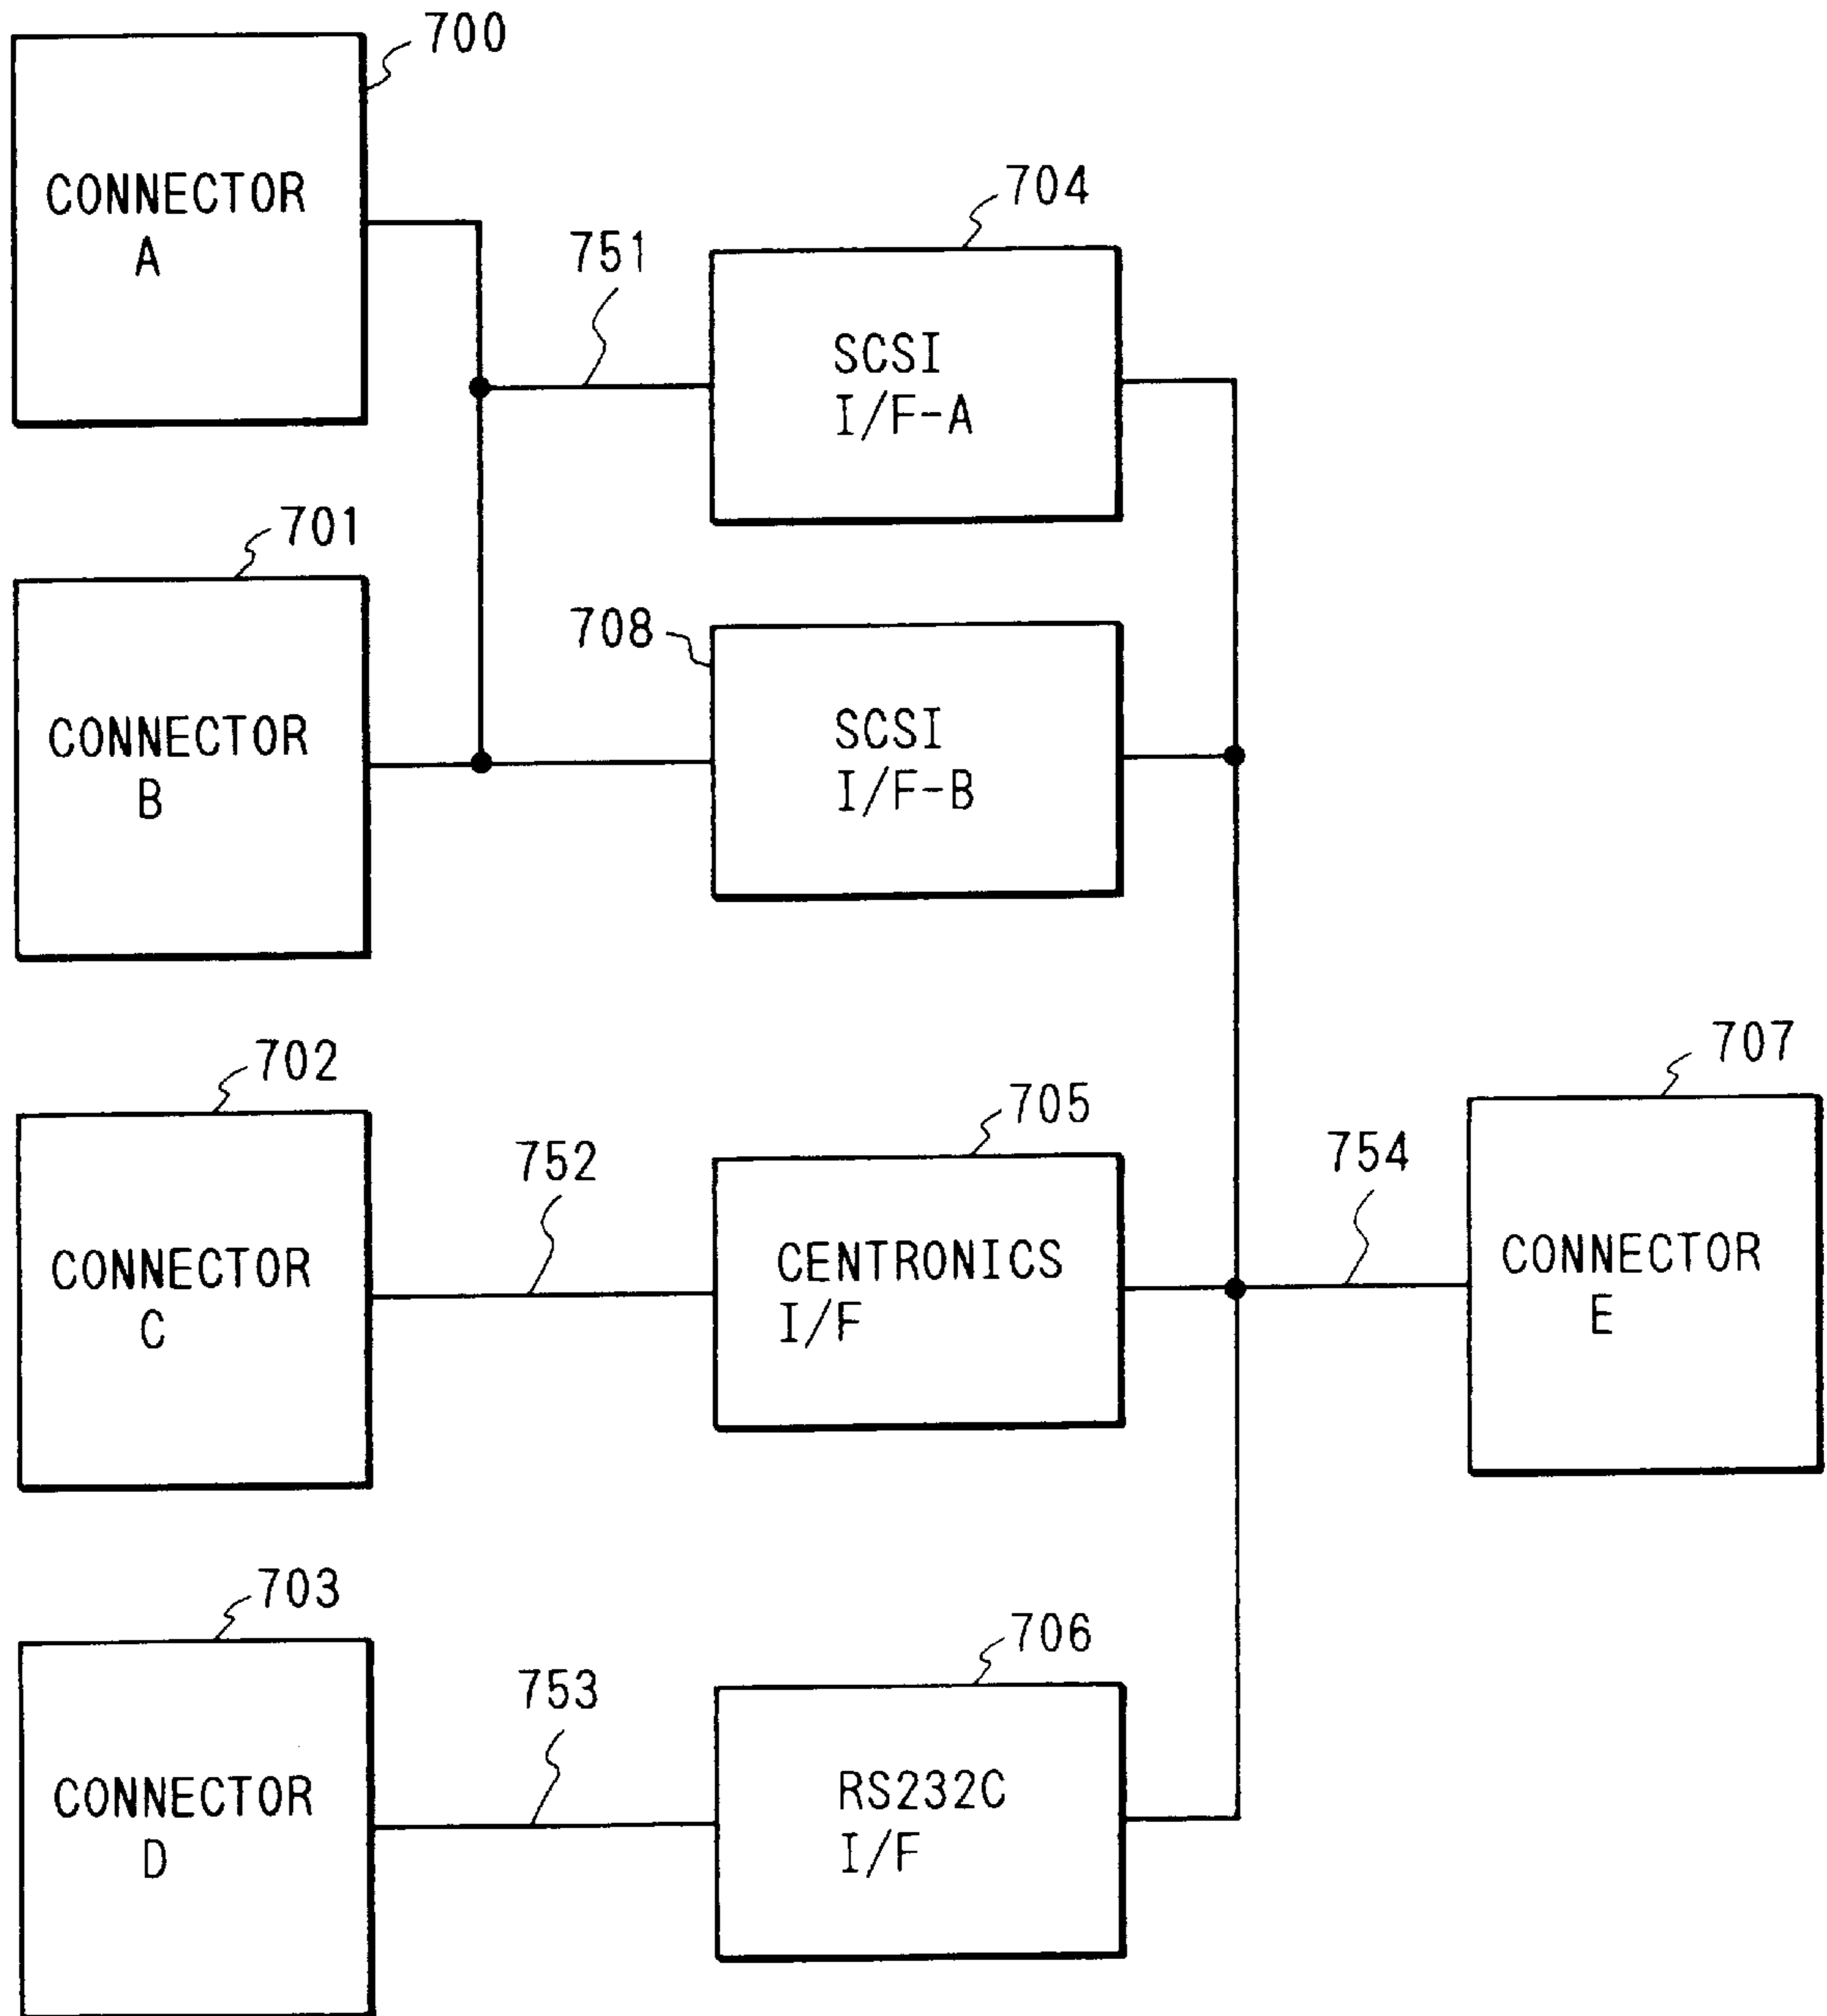 700
CONNECTOR
A
704
751
SCSI
I/F-A
701
708
CONNECTOR
B
SCSI
I/F-B
702
705
707
752
754
CONNECTOR
C
CENTRONICS
I/F
CONNECTOR
E
703
706
753
CONNECTOR
D
RS232C
I/F